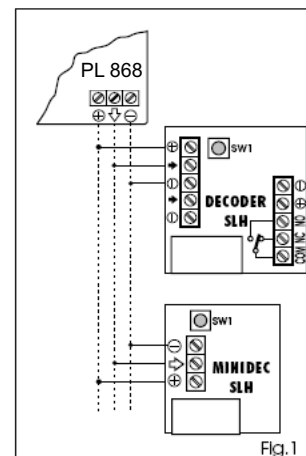 PL 868
SW1
DECODER
SLH
COM NC NO
SW1
MINIDEC
SLH
Fig.1